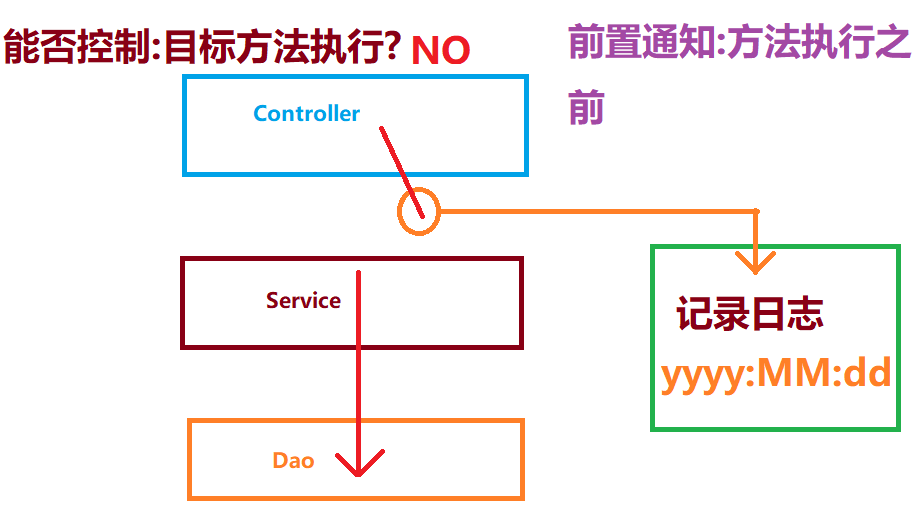 能否控制:目标方法执行? NO
前置通知:方法执行之
前
Controller
Service
记录日志
yyyy:MM:dd
Dao